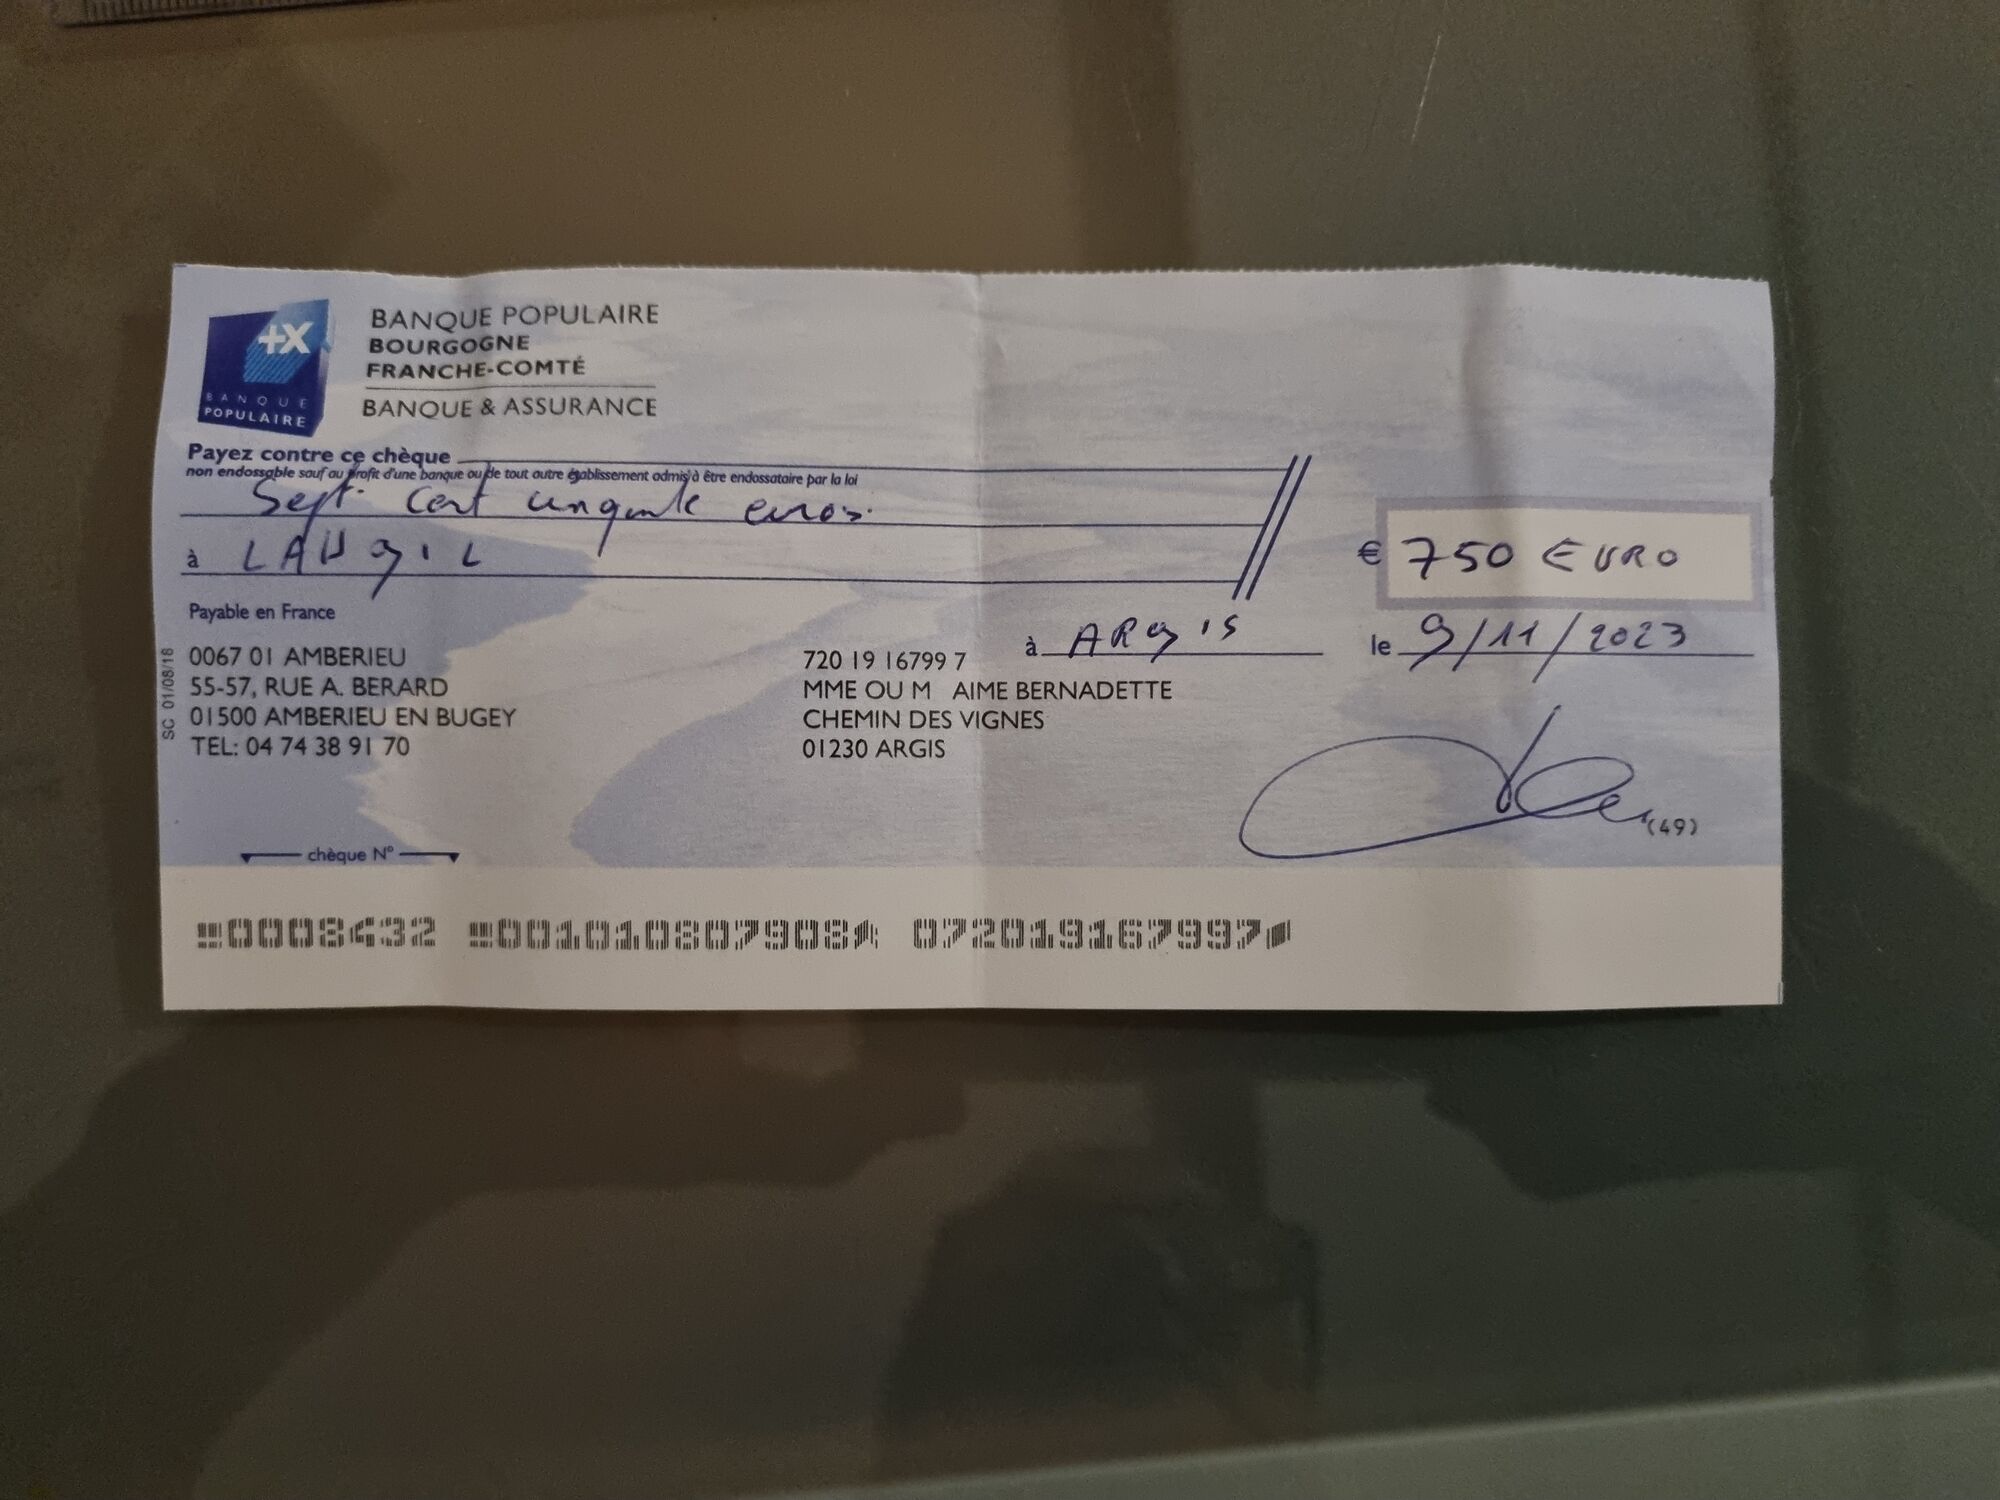 +X
BANQUE
POPULAIRE
BANQUE POPULAIRE
BOURGOGNE
FRANCHE-COMTÉ
BANQUE & ASSURANCE
Payez contre ce chèque
non endossable sauf au profit d'une banque ou de tout autre établissement admis à être endossataire par la loi
Sept cent cinquante euros.
à LAUGIL
€ 750 EURO
Payable en France
à ARGIS
le 9/11/2023
SC 01/08/18
0067 01 AMBERIEU
55-57, RUE A. BERARD
01500 AMBERIEU EN BUGEY
TEL: 04 74 38 91 70
720 19 16799 7
MME OU M AIME BERNADETTE
CHEMIN DES VIGNES
01230 ARGIS
(49)
chèque N°
0008432 001010807908 072019167997